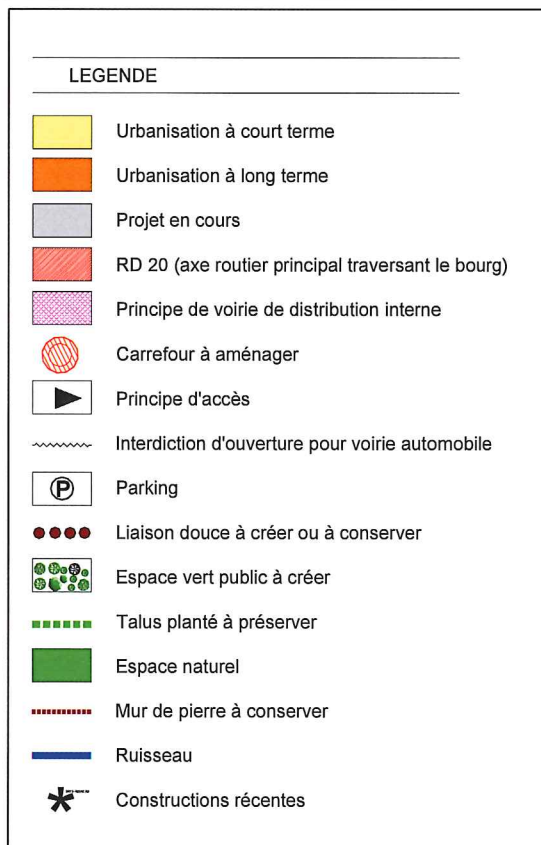 LEGENDE
Urbanisation à court terme
Urbanisation à long terme
Projet en cours
RD 20 (axe routier principal traversant le bourg)
Principe de voirie de distribution interne
Carrefour à aménager
Principe d'accès
Interdiction d'ouverture pour voirie automobile
P Parking
Liaison douce à créer ou à conserver
Espace vert public à créer
Talus planté à préserver
Espace naturel
Mur de pierre à conserver
Ruisseau
Constructions récentes